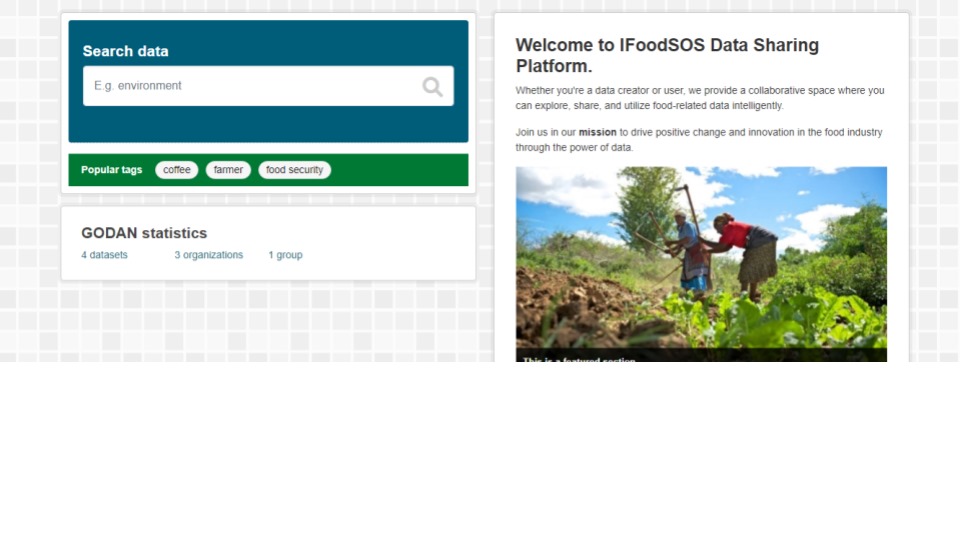 Search data
E.g. environment
Popular tags coffee farmer food security
GODAN statistics
4 datasets 3 organizations 1 group
Welcome to IFoodSOS Data Sharing
Platform.
Whether you're a data creator or user, we provide a collaborative space where you
can explore, share, and utilize food-related data intelligently.
Join us in our mission to drive positive change and innovation in the food industry
through the power of data.
This is a featured section